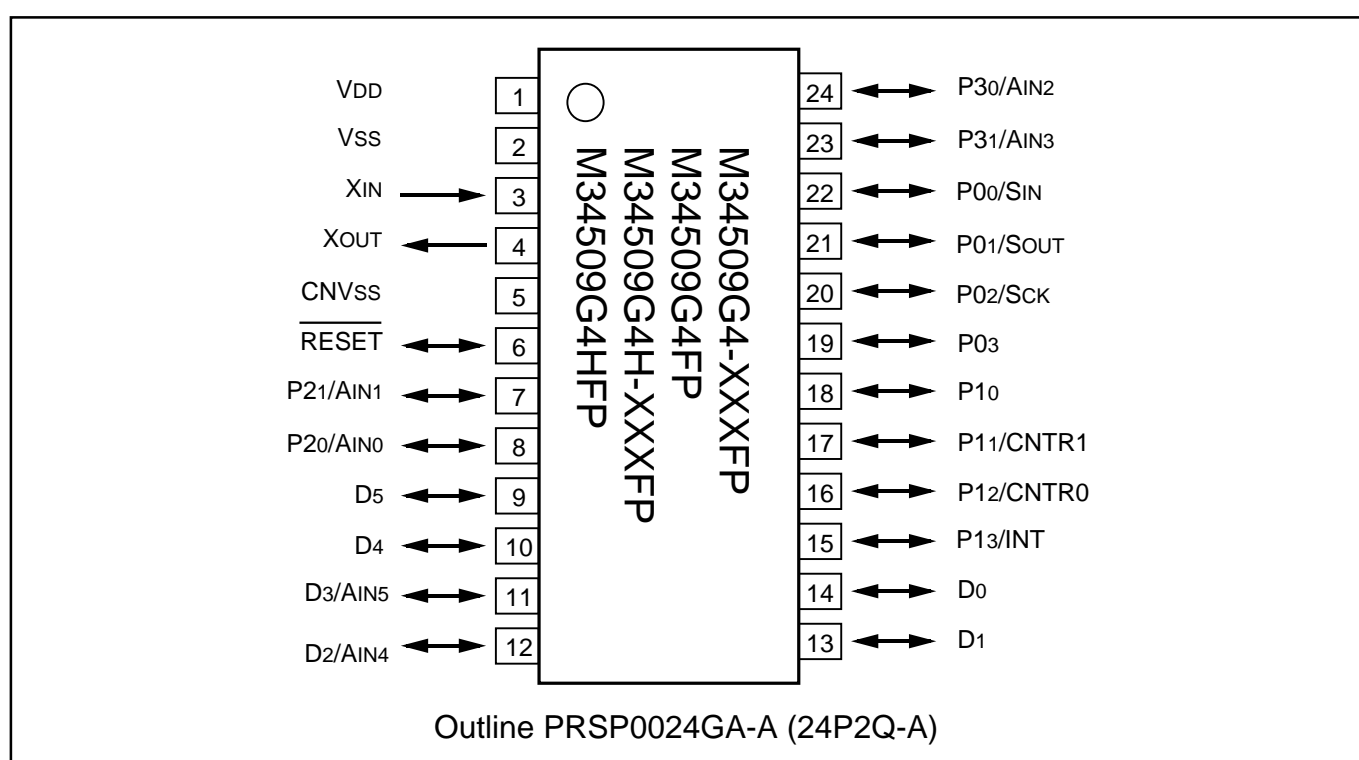 VDD 1 24 P30/AIN2
VSS 2 23 P31/AIN3
XIN 3 22 P00/SIN
XOUT 4 21 P01/SOUT
CNVSS 5 20 P02/SCK
RESET 6 19 P03
P21/AIN1 7 18 P10
P20/AIN0 8 17 P11/CNTR1
D5 9 16 P12/CNTR0
D4 10 15 P13/INT
D3/AIN5 11 14 D0
D2/AIN4 12 13 D1
M34509G4-XXXFP
M34509G4FP
M34509G4H-XXXFP
M34509G4HFP
Outline PRSP0024GA-A (24P2Q-A)